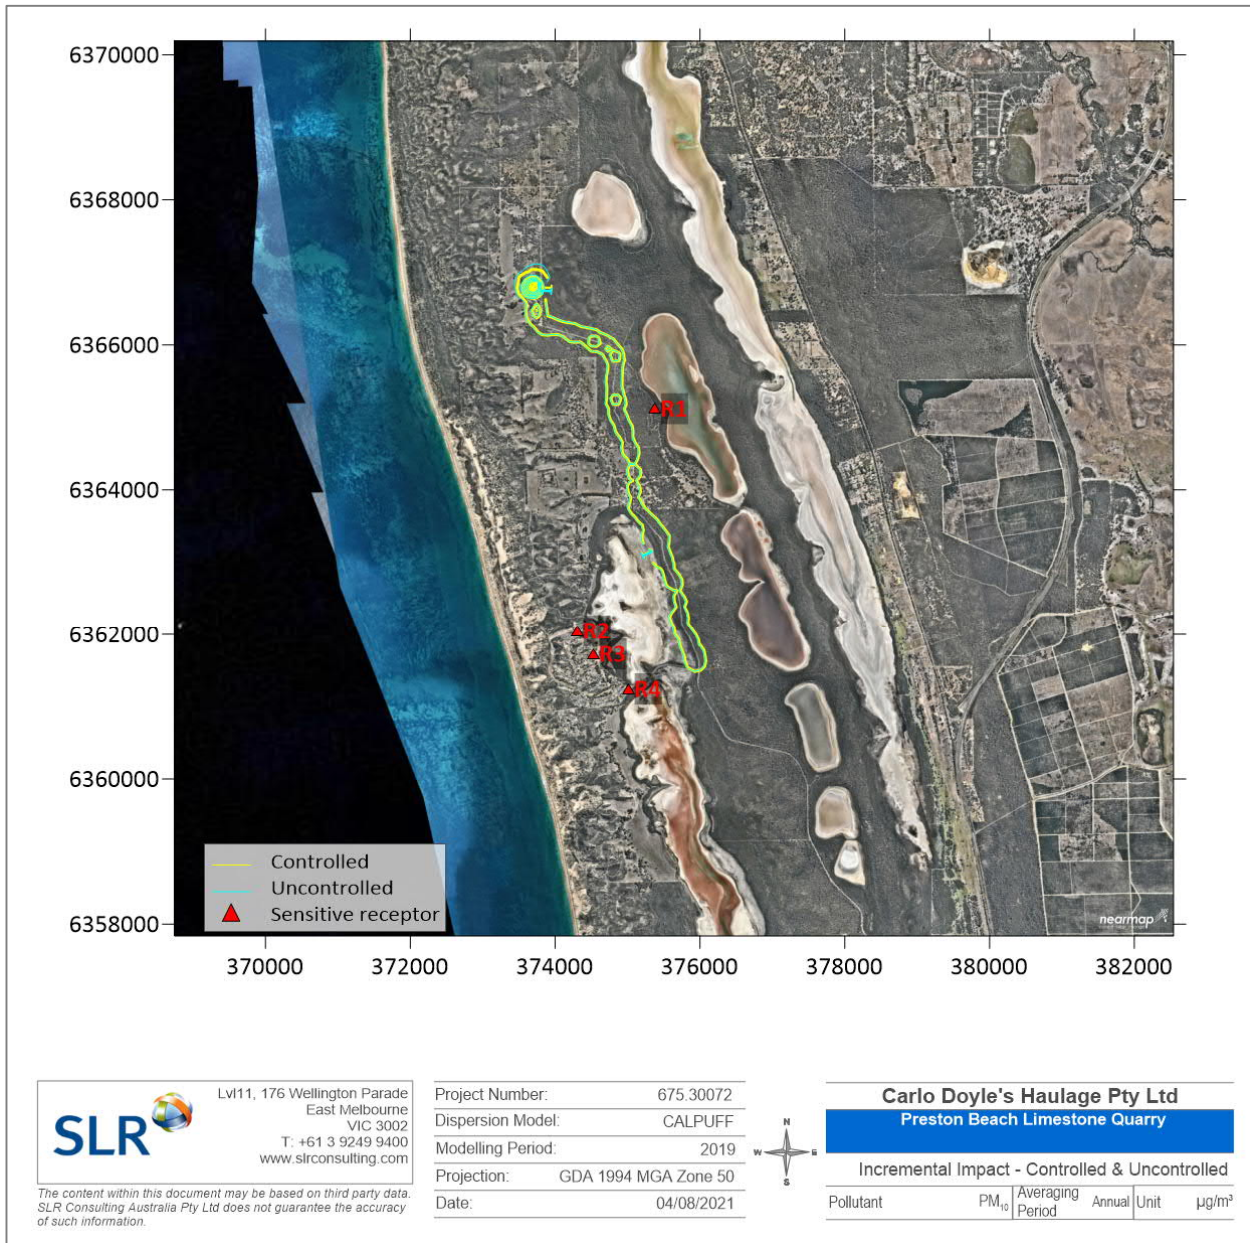 6370000
6368000
6366000
6364000
6362000
6360000
6358000
R1
R2
R3
R4
Controlled
Uncontrolled
Sensitive receptor
nearmap
370000 372000 374000 376000 378000 380000 382000
SLR
Lvl11, 176 Wellington Parade
East Melbourne
VIC 3002
T: +61 3 9249 9400
www.slrconsulting.com
The content within this document may be based on third party data.
SLR Consulting Australia Pty Ltd does not guarantee the accuracy
of such information.
Project Number: 675.30072
Dispersion Model: CALPUFF
Modelling Period: 2019
Projection: GDA 1994 MGA Zone 50
Date: 04/08/2021
N
W E
S
Carlo Doyle's Haulage Pty Ltd
Preston Beach Limestone Quarry
Incremental Impact - Controlled & Uncontrolled
Pollutant PM₁₀ Averaging Period Annual Unit µg/m³